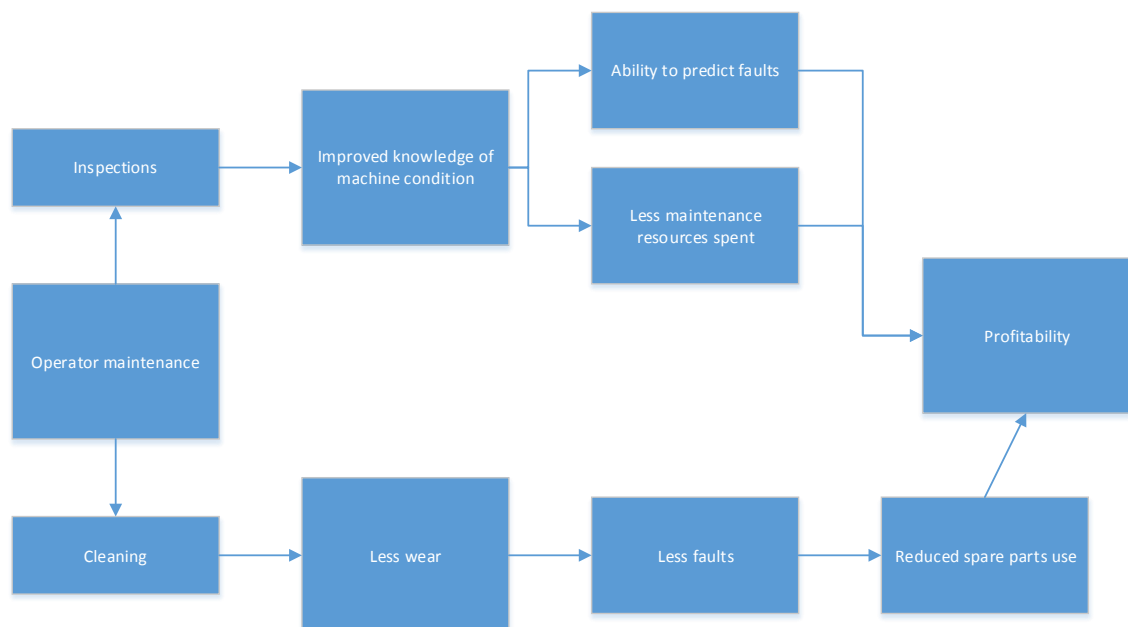 Ability to predict faults
Inspections
Improved knowledge of
machine condition
Less maintenance
resources spent
Operator maintenance
Profitability
Cleaning
Less wear
Less faults
Reduced spare parts use